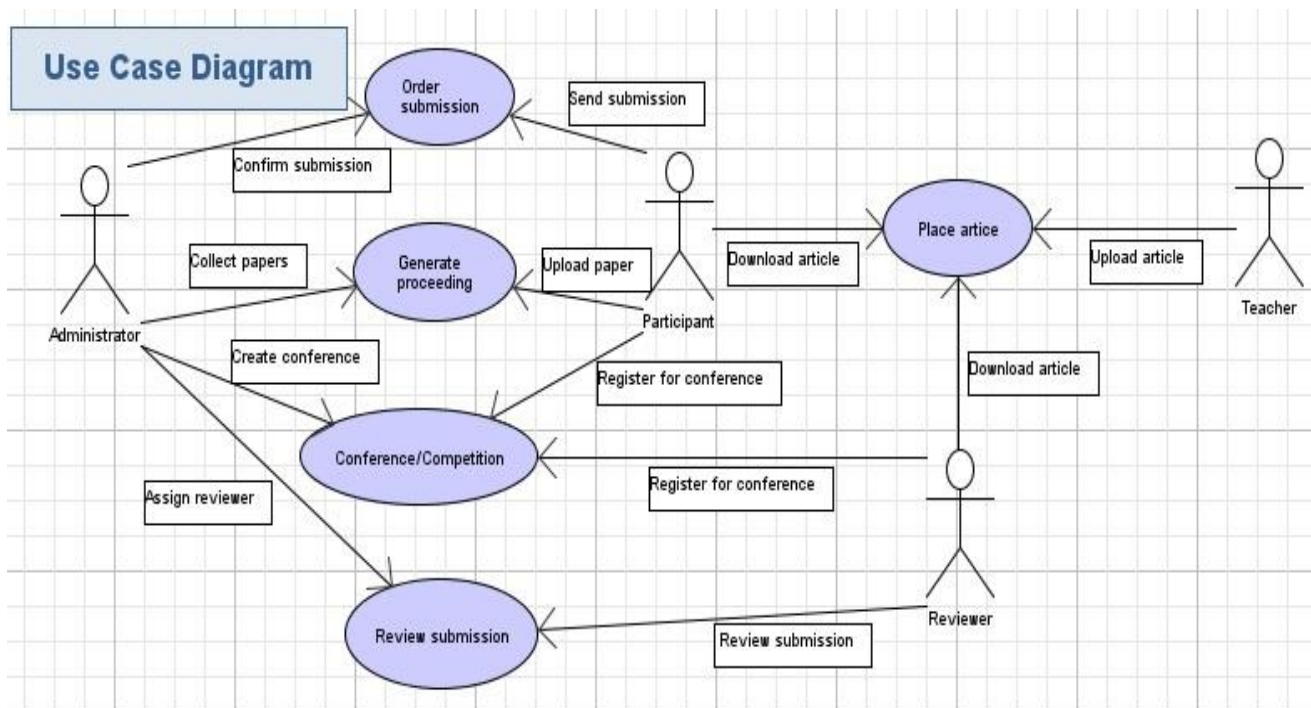 Use Case Diagram
Order
submission
Send submission
Confirm submission
Collect papers
Generate
proceeding
Upload paper
Download article
Place artice
Upload article
Administrator
Participant
Teacher
Create conference
Register for conference
Download article
Conference/Competition
Register for conference
Assign reviewer
Reviewer
Review submission
Review submission